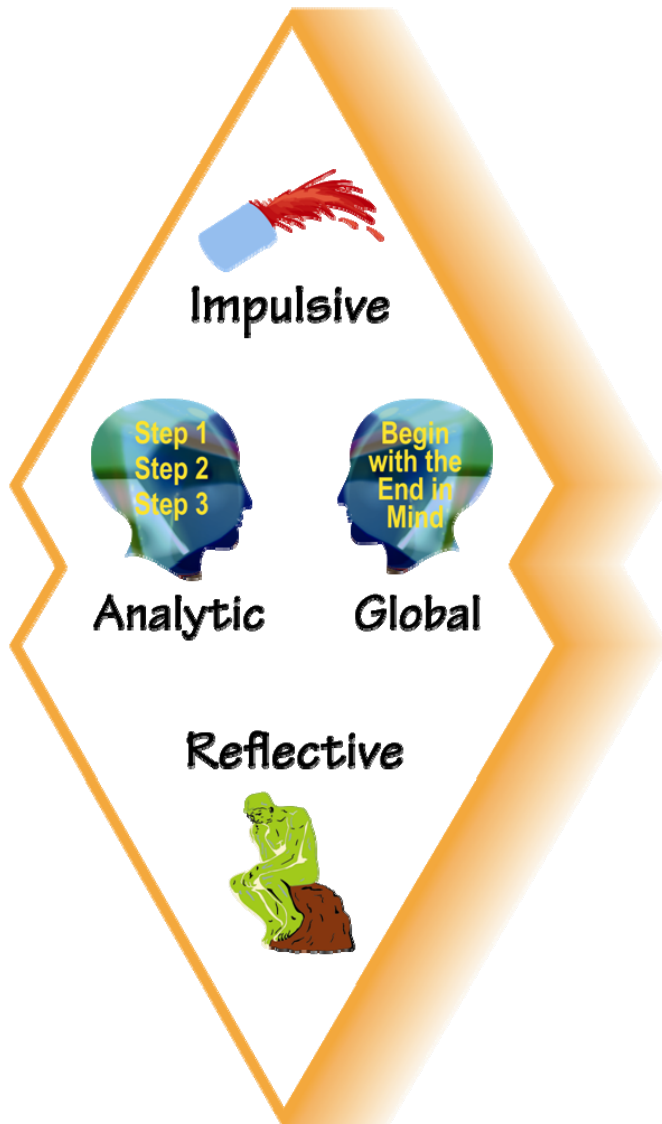 Impulsive
Step 1
Step 2
Step 3
Begin
with the
End in
Mind
Analytic
Global
Reflective